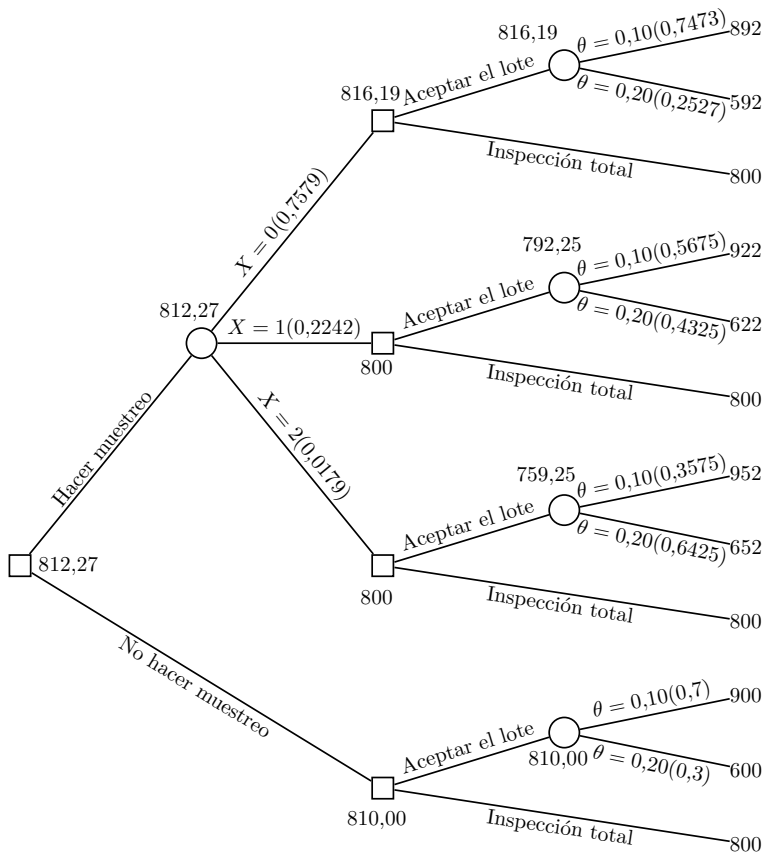 816,19
θ = 0,10(0,7473)
892
816,19
Aceptar el lote
θ = 0,20(0,2527)
592
Inspección total
800
X = 0(0,7579)
792,25
θ = 0,10(0,5675)
922
Aceptar el lote
θ = 0,20(0,4325)
622
812,27
X = 1(0,2242)
800
Inspección total
800
X = 2(0,0179)
Hacer muestreo
759,25
θ = 0,10(0,3575)
952
Aceptar el lote
θ = 0,20(0,6425)
652
812,27
800
Inspección total
800
No hacer muestreo
θ = 0,10(0,7)
900
Aceptar el lote
810,00
θ = 0,20(0,3)
600
810,00
Inspección total
800